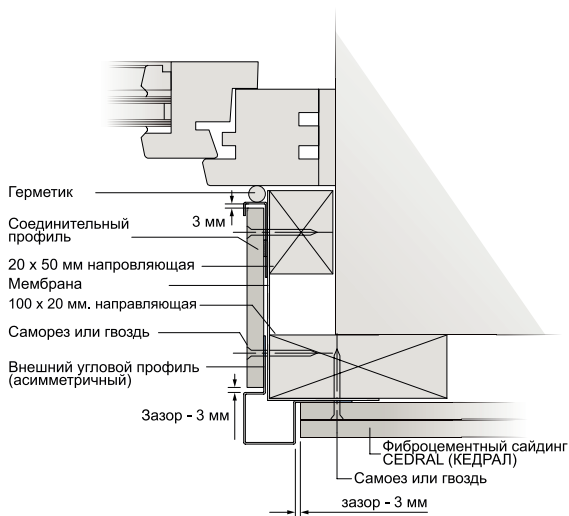 Герметик
3 мм
Соединительный
профиль
20 x 50 мм напровляющая
Мембрана
100 x 20 мм. направляющая
Саморез или гвоздь
Внешний угловой профиль
(асимметричный)
Зазор - 3 мм
Фиброцементный сайдинг
CEDRAL (КЕДРАЛ)
Самоез или гвоздь
зазор - 3 мм